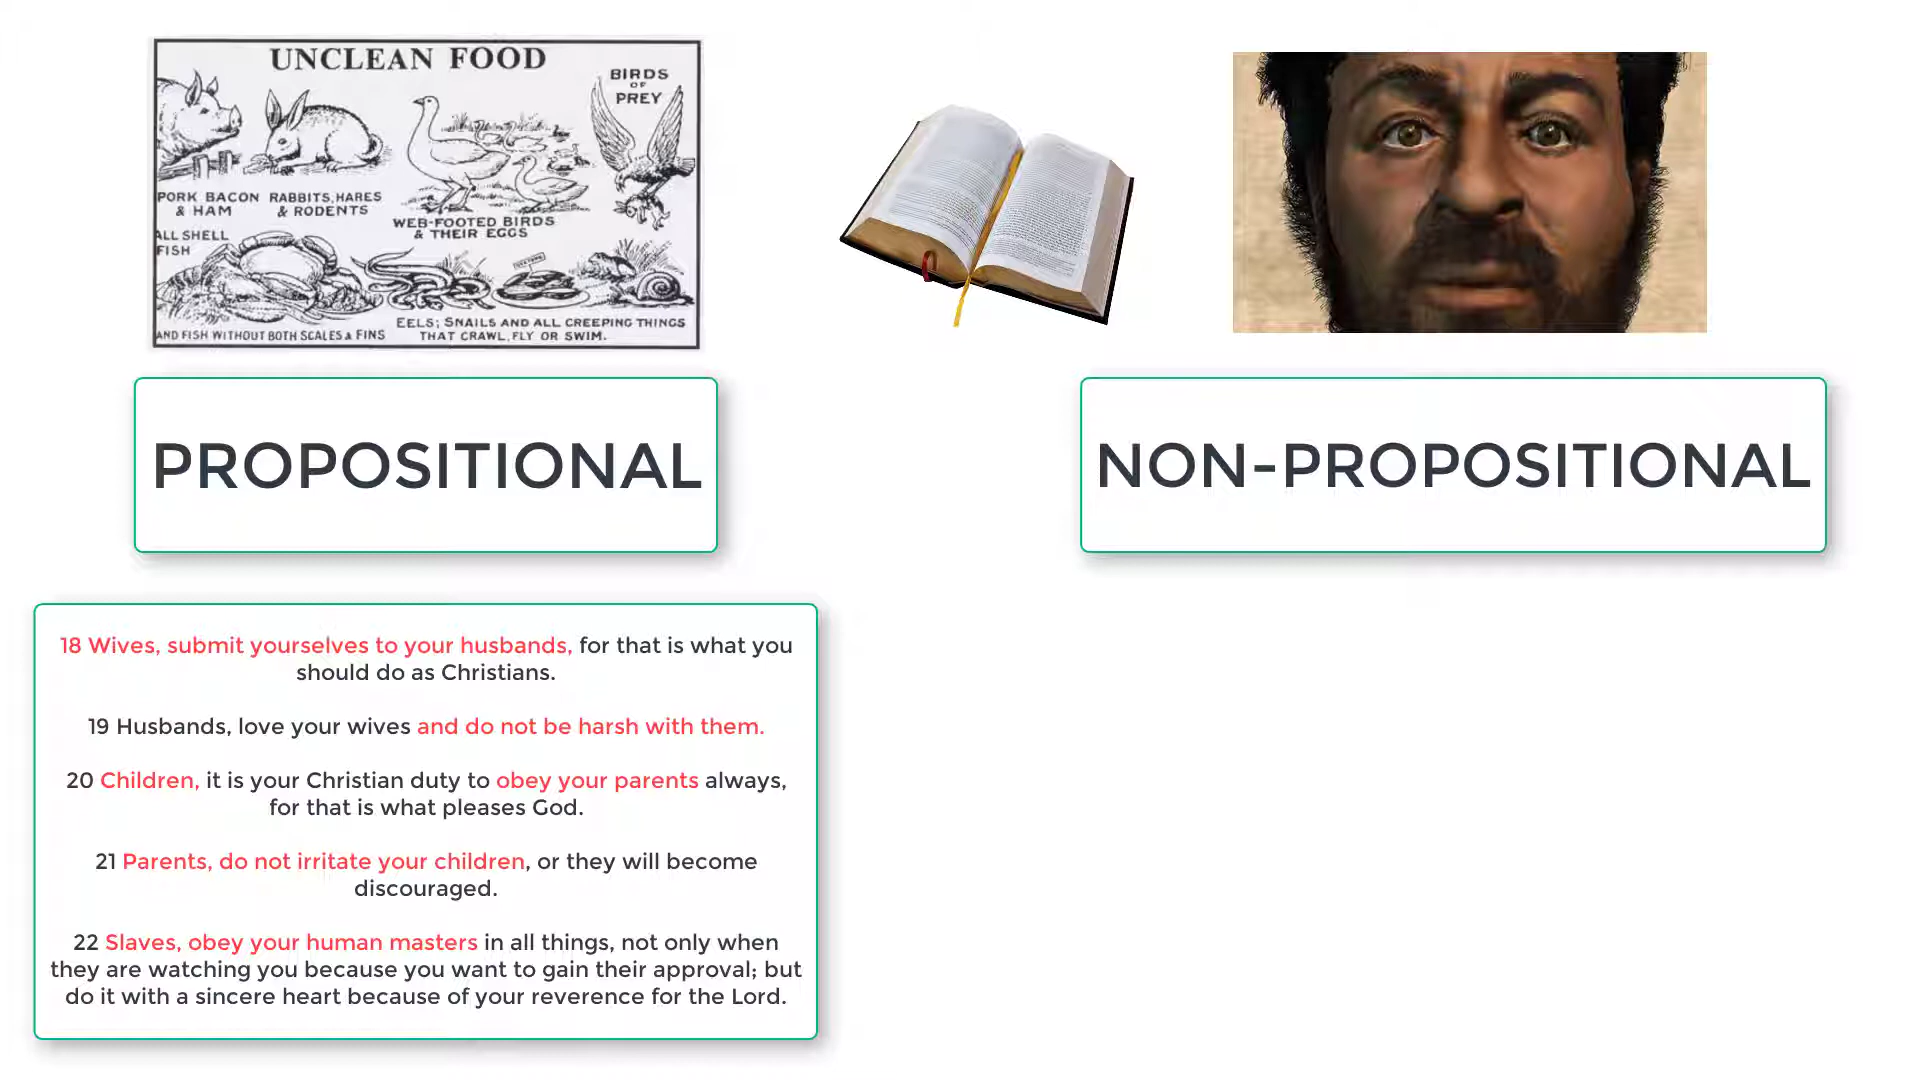 UNCLEAN FOOD
BIRDS
OF
PREY
PORK BACON
& HAM
RABBITS, HARES
& RODENTS
WEB-FOOTED BIRDS
& THEIR EGGS
ALL SHELL
FISH
AND FISH WITHOUT BOTH SCALES & FINS
EELS; SNAILS AND ALL CREEPING THINGS
THAT CRAWL, FLY OR SWIM.
PROPOSITIONAL
NON-PROPOSITIONAL
18 Wives, submit yourselves to your husbands, for that is what you
should do as Christians.
19 Husbands, love your wives and do not be harsh with them.
20 Children, it is your Christian duty to obey your parents always,
for that is what pleases God.
21 Parents, do not irritate your children, or they will become
discouraged.
22 Slaves, obey your human masters in all things, not only when
they are watching you because you want to gain their approval; but
do it with a sincere heart because of your reverence for the Lord.